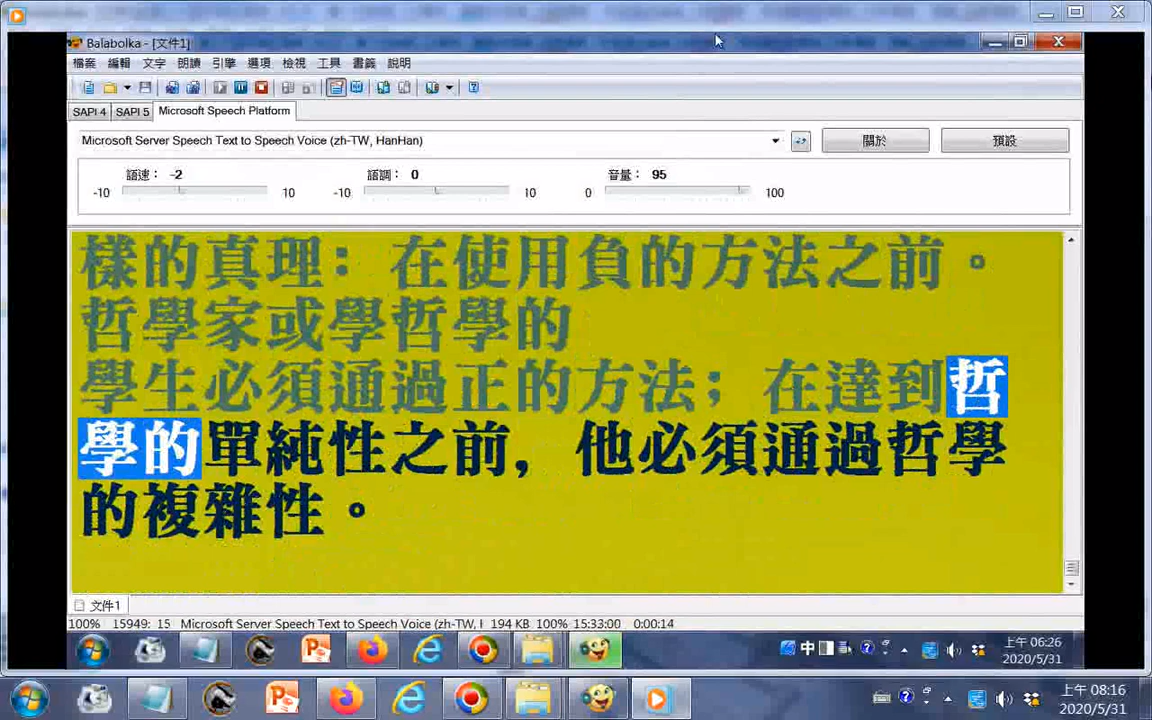 Balabolka - [文件1]
檔案 編輯 文字 朗讀 引擎 選項 檢視 工具 書籤 說明
SAPI 4 SAPI 5 Microsoft Speech Platform
Microsoft Server Speech Text to Speech Voice (zh-TW, HanHan) 關於 預設
語速： -2 語調： 0 音量： 95
-10 10 -10 10 0 100
樣的真理：在使用負的方法之前。
哲學家或學哲學的
學生必須通過正的方法；在達到哲
學的單純性之前，他必須通過哲學
的複雜性。
文件1
100% 15949: 15 Microsoft Server Speech Text to Speech Voice (zh-TW, H 194 KB 100% 15:33:00 0:00:14
中 上午 06:26
2020/5/31
上午 08:16
2020/5/31